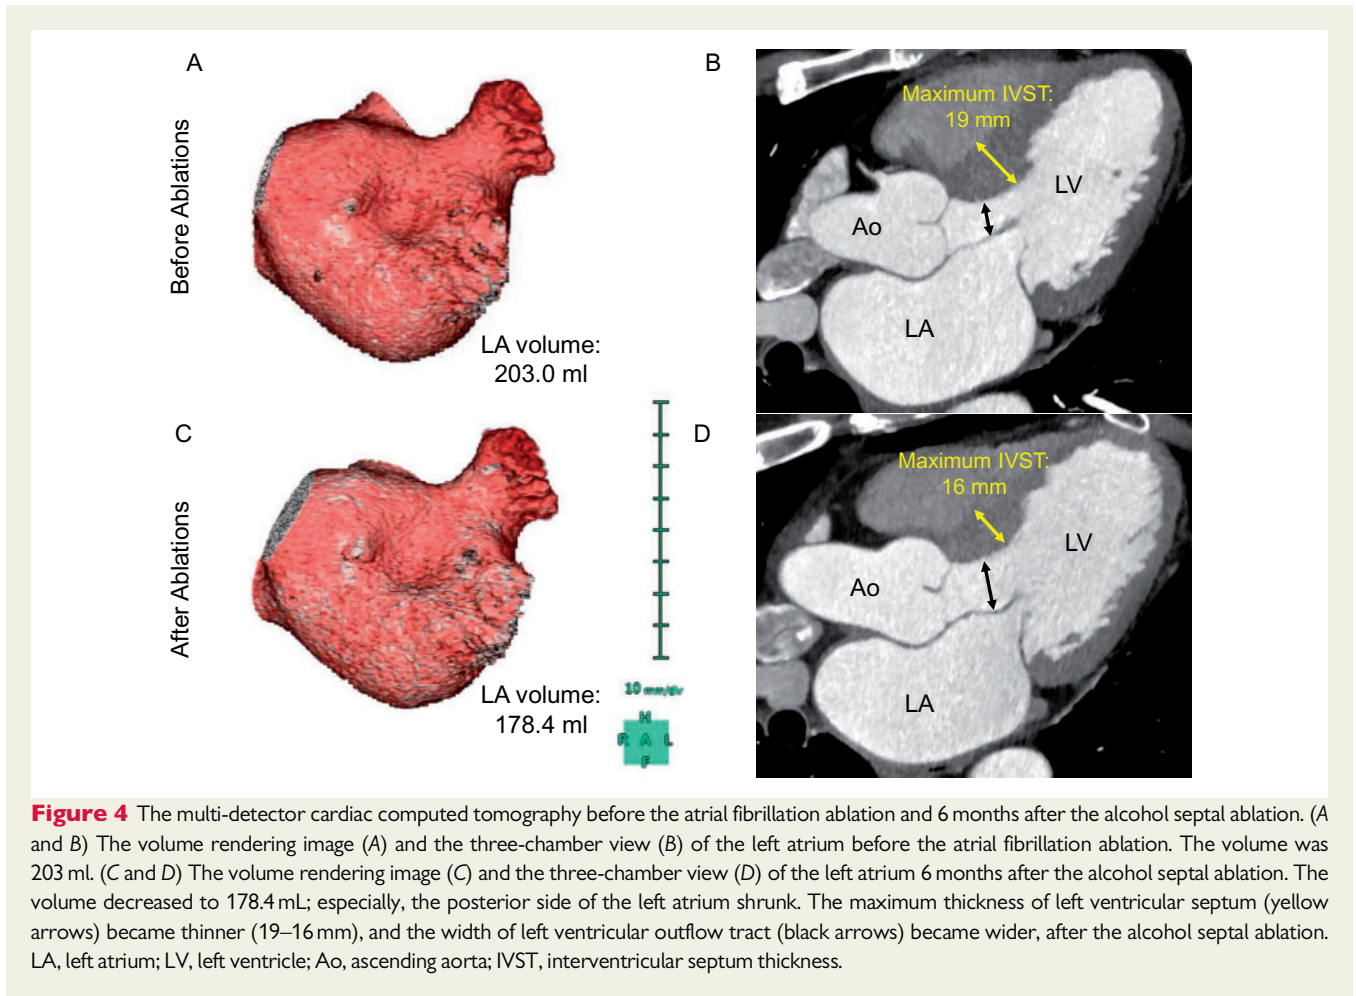 A
B
Before Ablations
Maximum IVST:
19 mm
LV
Ao
LA
LA volume:
203.0 ml
C
D
After Ablations
Maximum IVST:
16 mm
LV
Ao
LA
LA volume:
178.4 ml
10 mm/div
H
R A L
F
Figure 4 The multi-detector cardiac computed tomography before the atrial fibrillation ablation and 6 months after the alcohol septal ablation. (A
and B) The volume rendering image (A) and the three-chamber view (B) of the left atrium before the atrial fibrillation ablation. The volume was
203 ml. (C and D) The volume rendering image (C) and the three-chamber view (D) of the left atrium 6 months after the alcohol septal ablation. The
volume decreased to 178.4 mL; especially, the posterior side of the left atrium shrunk. The maximum thickness of left ventricular septum (yellow
arrows) became thinner (19–16 mm), and the width of left ventricular outflow tract (black arrows) became wider, after the alcohol septal ablation.
LA, left atrium; LV, left ventricle; Ao, ascending aorta; IVST, interventricular septum thickness.